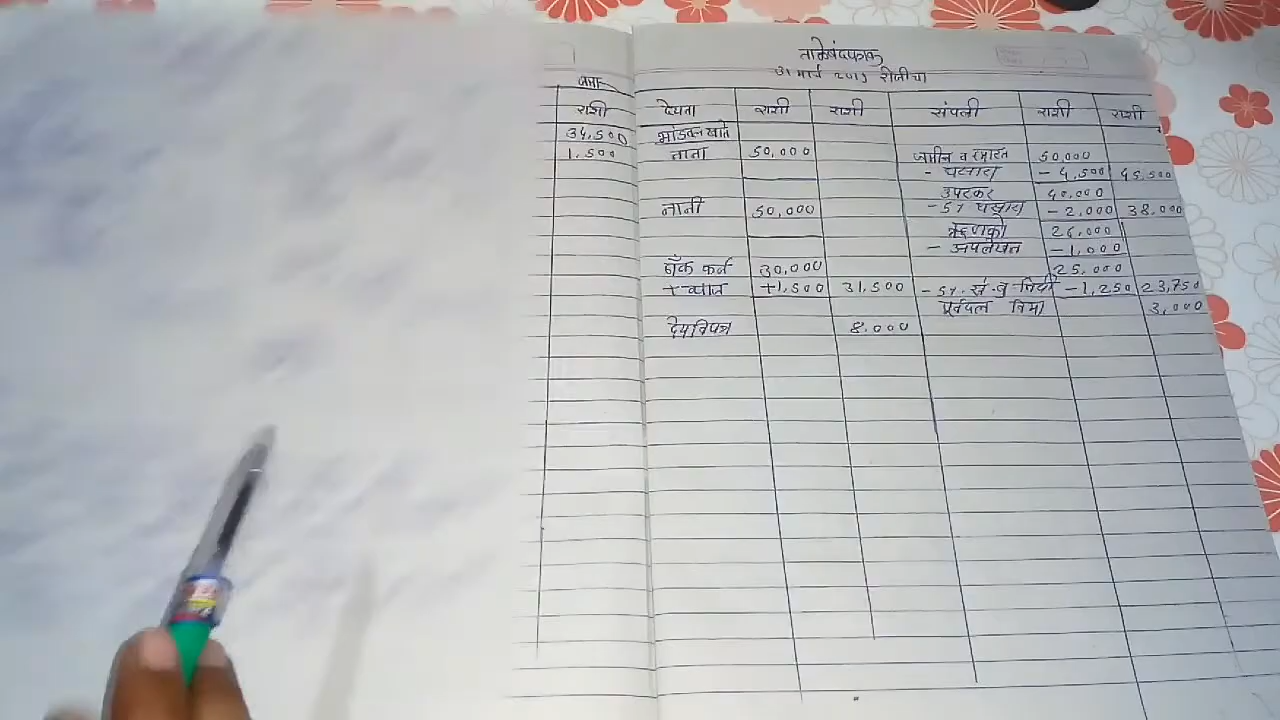 जमा
राशी
34,500
1,500
ताळेबंदपत्रक
31 मार्च रोजीचा
देयता राशी राशी संपत्ती राशी राशी
भांडवल खाते
नाना 50,000 जमीन व इमारत 50,000
- घसारा - 4,500 45,500
उपस्कर 40,000
नानी 50,000 - 5% घसारा - 2,000 38,000
ऋणको 26,000
- अपलेखन - 1,000
बँक कर्ज 30,000 25,000
+ व्याज +1,500 31,500 - 5% सं. बु. निधी - 1,250 23,750
पूर्वदत्त विमा 3,000
देयविपत्र 8,000